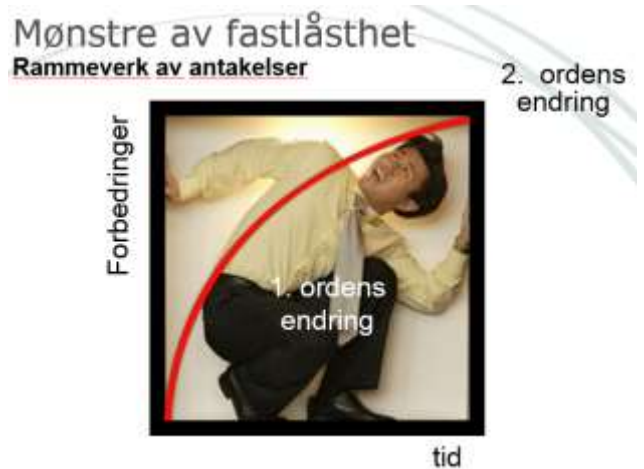 Mønstre av fastlåsthet
Rammeverk av antakelser
2. ordens
endring
Forbedringer
1. ordens
endring
tid